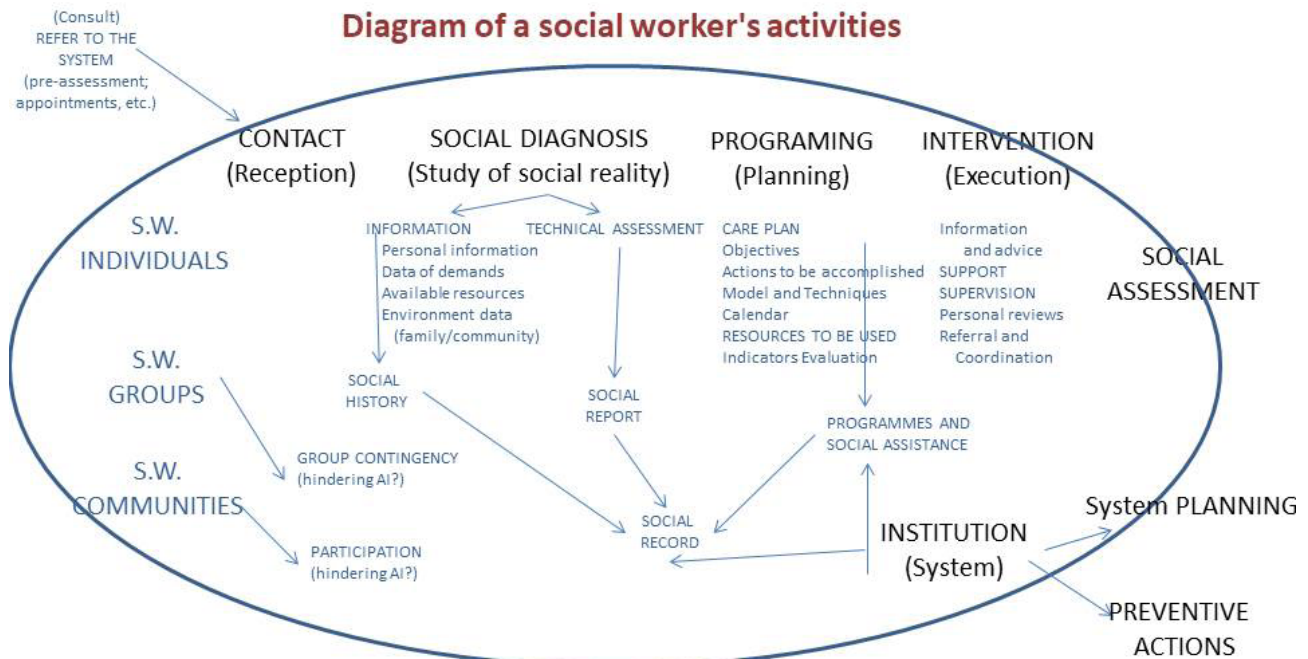 Diagram of a social worker's activities
(Consult)
REFER TO THE
SYSTEM
(pre-assessment;
appointments, etc.)
CONTACT
(Reception)
SOCIAL DIAGNOSIS
(Study of social reality)
PROGRAMING
(Planning)
INTERVENTION
(Execution)
S.W.
INDIVIDUALS
INFORMATION
Personal information
Data of demands
Available resources
Environment data
(family/community)
TECHNICAL ASSESSMENT
CARE PLAN
Objectives
Actions to be accomplished
Model and Techniques
Calendar
RESOURCES TO BE USED
Indicators Evaluation
Information
and advice
SUPPORT
SUPERVISION
Personal reviews
Referral and
Coordination
SOCIAL
ASSESSMENT
S.W.
GROUPS
SOCIAL
HISTORY
SOCIAL
REPORT
PROGRAMMES AND
SOCIAL ASSISTANCE
GROUP CONTINGENCY
(hindering AI?)
S.W.
COMMUNITIES
SOCIAL
RECORD
PARTICIPATION
(hindering AI?)
INSTITUTION
(System)
System PLANNING
PREVENTIVE
ACTIONS